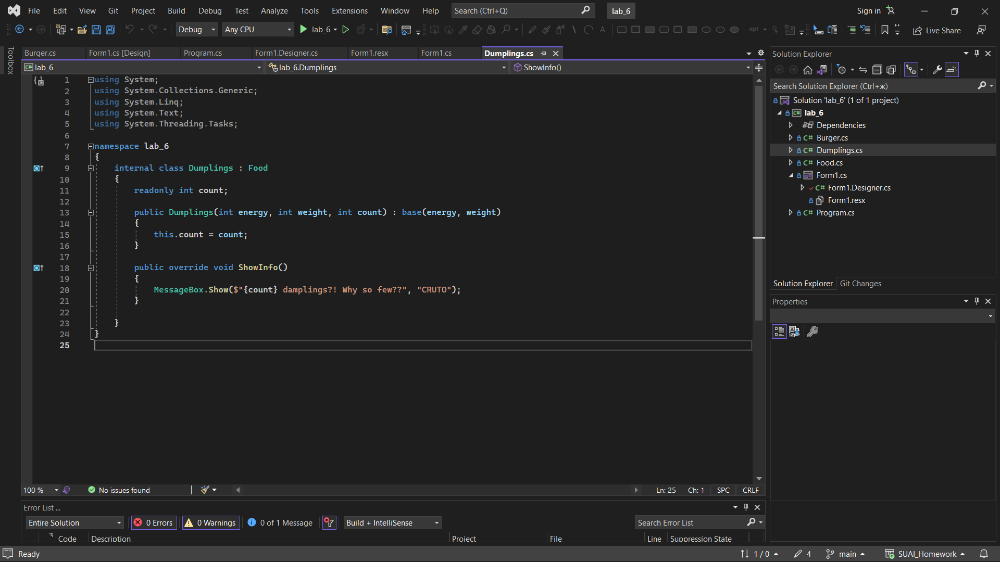 File Edit View Git Project Build Debug Test Analyze Tools Extensions Window Help Search (Ctrl+Q) lab_6 Sign in
Debug Any CPU lab_6 opt Live Share
Toolbox
Burger.cs Form1.cs [Design] Program.cs Form1.Designer.cs Form1.resx Form1.cs Dumplings.cs
lab_6 lab_6.Dumplings ShowInfo()
1 using System;
2 using System.Collections.Generic;
3 using System.Linq;
4 using System.Text;
5 using System.Threading.Tasks;
6
7 namespace lab_6
8 {
9 internal class Dumplings : Food
10 {
11 readonly int count;
12
13 public Dumplings(int energy, int weight, int count) : base(energy, weight)
14 {
15 this.count = count;
16 }
17
18 public override void ShowInfo()
19 {
20 MessageBox.Show($"{count} damplings?! Why so few??", "CRUTO");
21 }
22
23 }
24 }
25
100 % No issues found Ln: 25 Ch: 1 SPC CRLF
Error List ...
Entire Solution 0 Errors 0 Warnings 0 of 1 Message Build + IntelliSense Search Error List
Code Description Project File Line Suppression State
Solution Explorer
Search Solution Explorer (Ctrl+ж)
Solution 'lab_6' (1 of 1 project)
lab_6
Dependencies
C# Burger.cs
C# Dumplings.cs
C# Food.cs
Form1.cs
C# Form1.Designer.cs
Form1.resx
C# Program.cs
Solution Explorer Git Changes
Properties
Ready 1 / 0 4 main SUAI_Homework